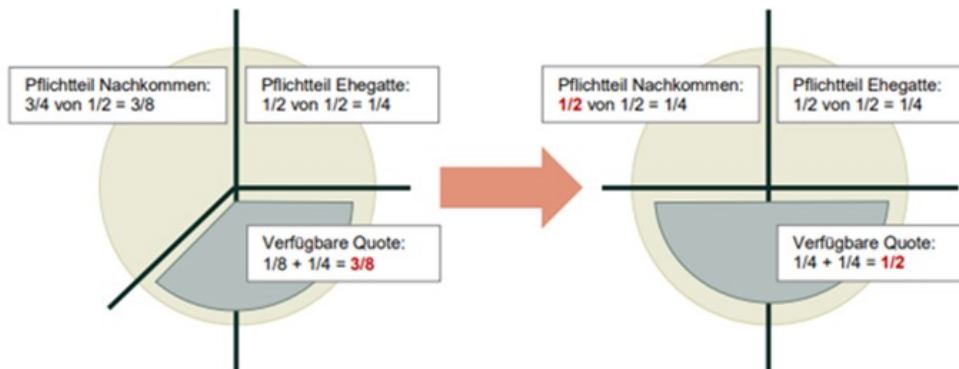 Pflichtteil Nachkommen:
3/4 von 1/2 = 3/8
Pflichtteil Ehegatte:
1/2 von 1/2 = 1/4
Verfügbare Quote:
1/8 + 1/4 = 3/8
Pflichtteil Nachkommen:
1/2 von 1/2 = 1/4
Pflichtteil Ehegatte:
1/2 von 1/2 = 1/4
Verfügbare Quote:
1/4 + 1/4 = 1/2